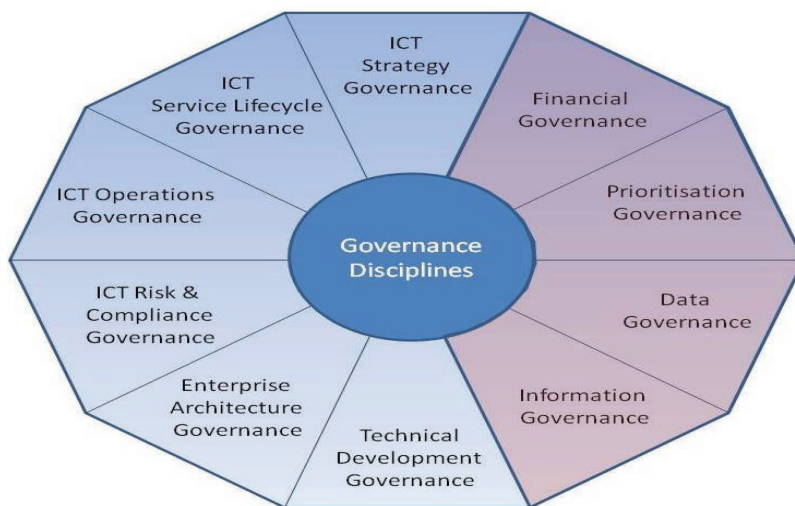 ICT
Strategy
Governance
Financial
Governance
Prioritisation
Governance
Data
Governance
Information
Governance
Technical
Development
Governance
Enterprise
Architecture
Governance
ICT Risk &
Compliance
Governance
ICT Operations
Governance
ICT
Service Lifecycle
Governance
Governance
Disciplines